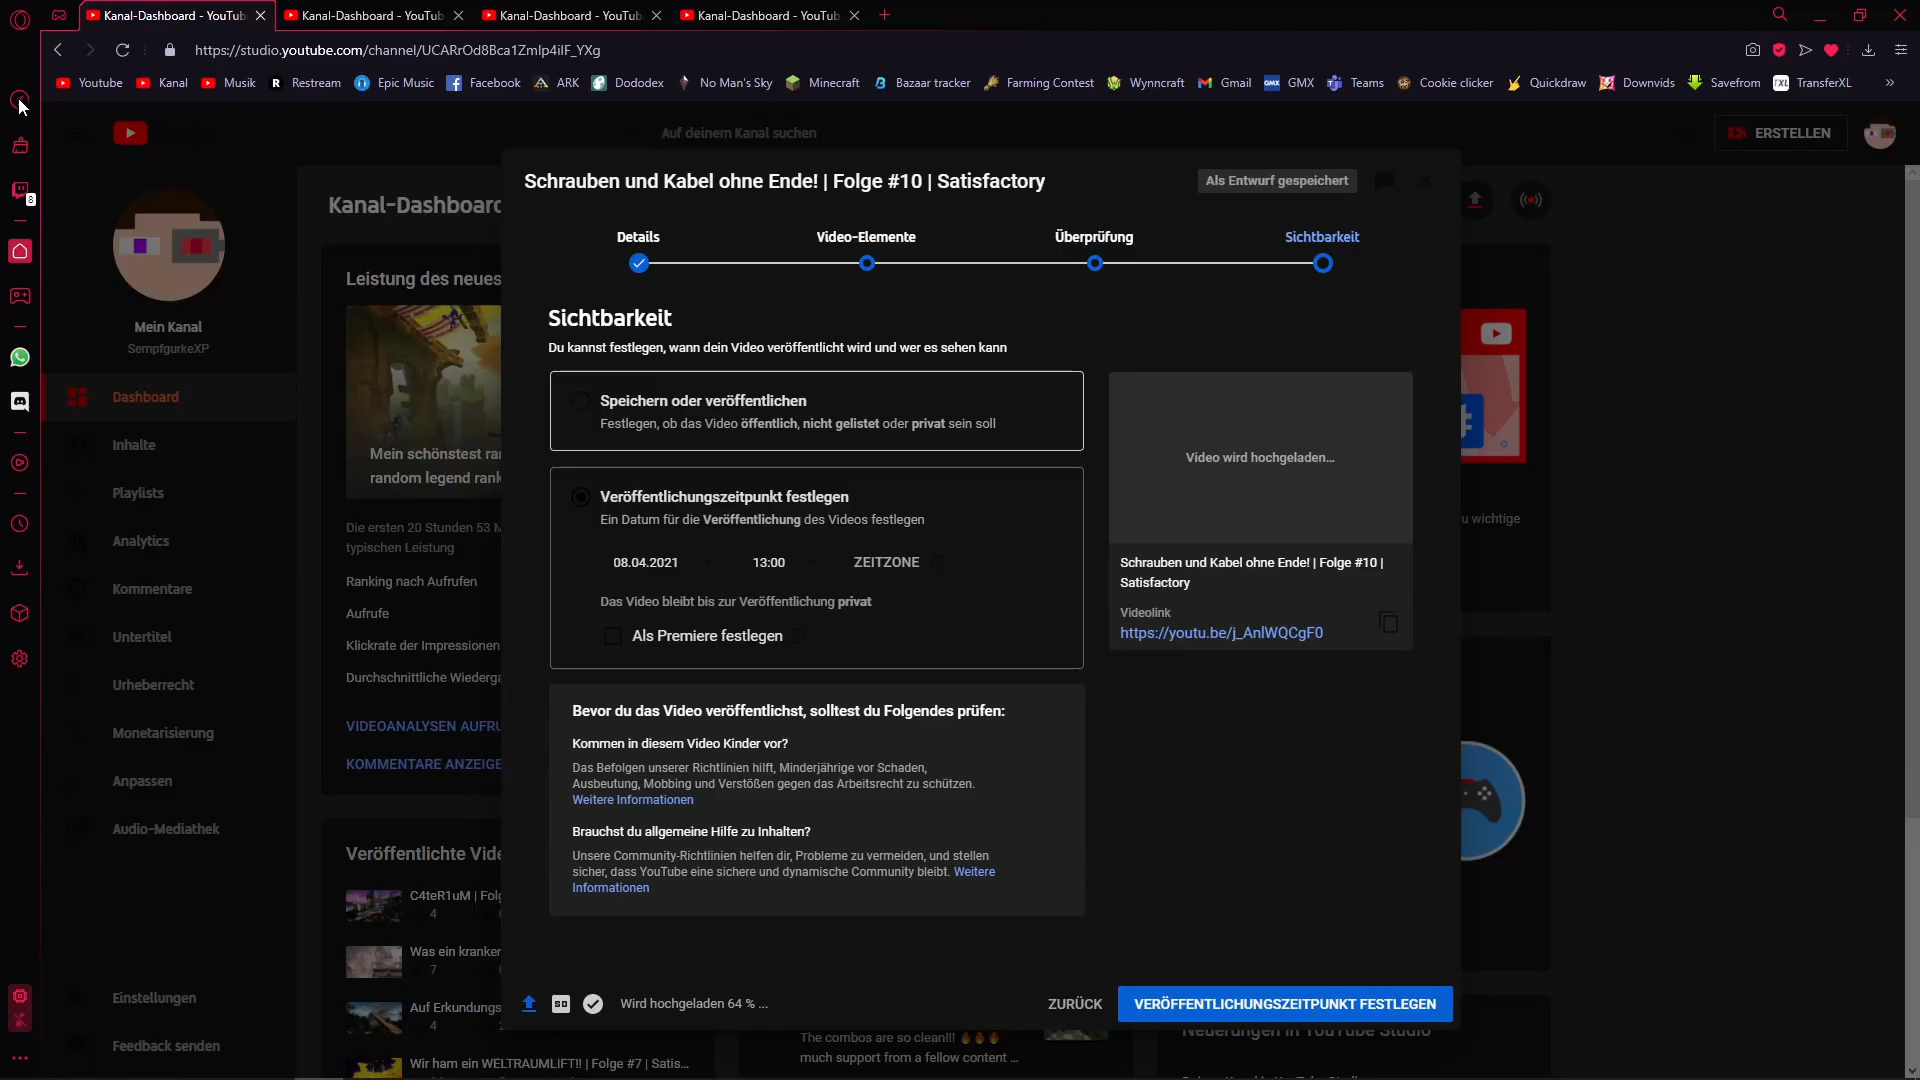 Kanal-Dashboard - YouTub
Kanal-Dashboard - YouTub
Kanal-Dashboard - YouTub
Kanal-Dashboard - YouTub
https://studio.youtube.com/channel/UCARrOd8Bca1Zmlp4ilF_YXg
Youtube
Kanal
Musik
Restream
Epic Music
Facebook
ARK
Dododex
No Man's Sky
Minecraft
Bazaar tracker
Farming Contest
Wynncraft
Gmail
GMX
Teams
Cookie clicker
Quickdraw
Downvids
Savefrom
TransferXL
Auf deinem Kanal suchen
ERSTELLEN
8
Mein Kanal
SempfgurkeXP
Dashboard
Inhalte
Playlists
Analytics
Kommentare
Untertitel
Urheberrecht
Monetarisierung
Anpassen
Audio-Mediathek
Einstellungen
Feedback senden
Kanal-Dashboard
Leistung des neues
Mein schönstest ra
random legend rank
Die ersten 20 Stunden 53 M
typischen Leistung
Ranking nach Aufrufen
Aufrufe
Klickrate der Impressionen
Durchschnittliche Wiederga
VIDEOANALYSEN AUFRU
KOMMENTARE ANZEIGE
Veröffentlichte Vide
C4teR1uM | Folg
4
Was ein kranker
7
Auf Erkundungs
4
Wir ham ein WELTRAUMLIFT!! | Folge #7 | Satis...
Schrauben und Kabel ohne Ende! | Folge #10 | Satisfactory
Als Entwurf gespeichert
Details
Video-Elemente
Überprüfung
Sichtbarkeit
Sichtbarkeit
Du kannst festlegen, wann dein Video veröffentlicht wird und wer es sehen kann
Speichern oder veröffentlichen
Festlegen, ob das Video öffentlich, nicht gelistet oder privat sein soll
Veröffentlichungszeitpunkt festlegen
Ein Datum für die Veröffentlichung des Videos festlegen
08.04.2021
13:00
ZEITZONE
Das Video bleibt bis zur Veröffentlichung privat
Als Premiere festlegen
Bevor du das Video veröffentlichst, solltest du Folgendes prüfen:
Kommen in diesem Video Kinder vor?
Das Befolgen unserer Richtlinien hilft, Minderjährige vor Schaden,
Ausbeutung, Mobbing und Verstößen gegen das Arbeitsrecht zu schützen.
Weitere Informationen
Brauchst du allgemeine Hilfe zu Inhalten?
Unsere Community-Richtlinien helfen dir, Probleme zu vermeiden, und stellen
sicher, dass YouTube eine sichere und dynamische Community bleibt. Weitere
Informationen
Video wird hochgeladen...
Schrauben und Kabel ohne Ende! | Folge #10 |
Satisfactory
Videolink
https://youtu.be/j_AnlWQCgF0
SD
Wird hochgeladen 64 % ...
ZURÜCK
VERÖFFENTLICHUNGSZEITPUNKT FESTLEGEN
u wichtige
The combos are so clean!!! 🔥🔥🔥
much support from a fellow content ...
Neuerungen in YouTube Studio